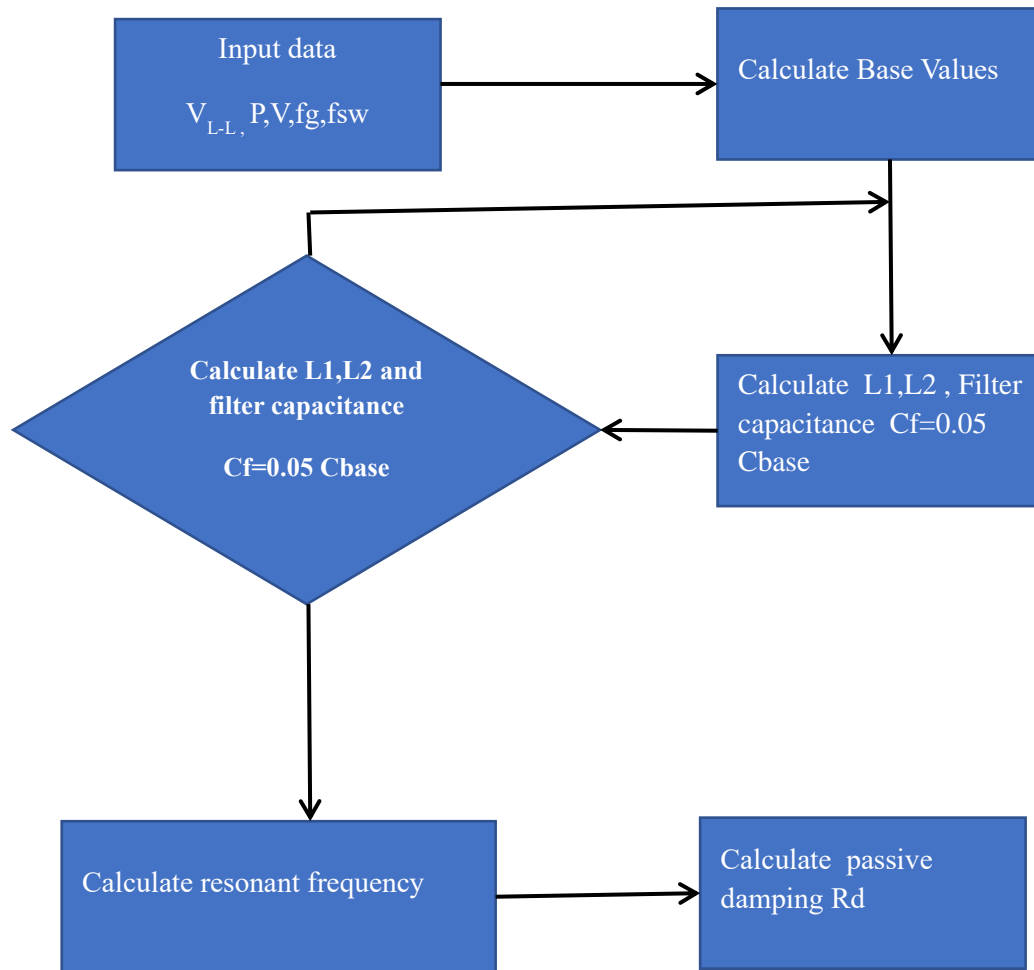 Input data
V L-L , P,V,fg,fsw
Calculate Base Values
Calculate L1,L2 and
filter capacitance
Cf=0.05 Cbase
Calculate L1,L2 , Filter
capacitance Cf=0.05
Cbase
Calculate resonant frequency
Calculate passive
damping Rd